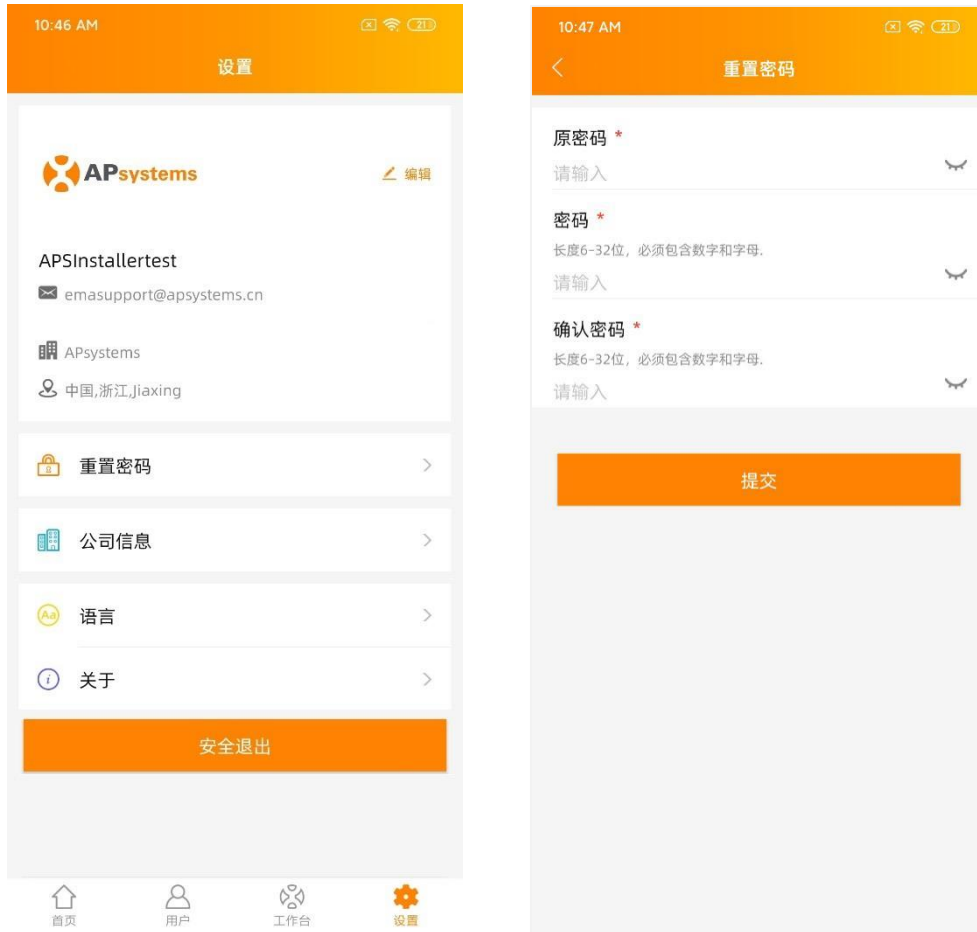 10:46 AM
21
设置
APsystems
编辑
APSInstallertest
emasupport@apsystems.cn
APsystems
中国,浙江,Jiaxing
重置密码
公司信息
Aa
语言
i
关于
安全退出
首页
用户
工作台
设置
10:47 AM
21
重置密码
原密码 *
请输入
密码 *
长度6-32位，必须包含数字和字母.
请输入
确认密码 *
长度6-32位，必须包含数字和字母.
请输入
提交